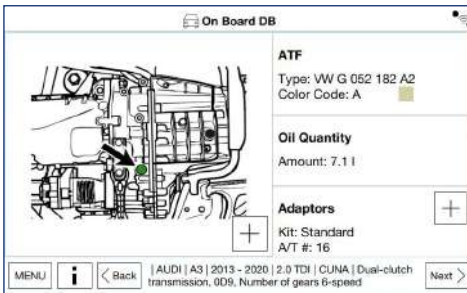 On Board DB
ATF
Type: VW G 052 182 A2
Color Code: A
Oil Quantity
Amount: 7.1 l
Adaptors
Kit: Standard
A/T #: 16
+
+
MENU
i
< Back
| AUDI | A3 | 2013 - 2020 | 2.0 TDI | CUNA | Dual-clutch
transmission, 0D9, Number of gears 6-speed
Next >